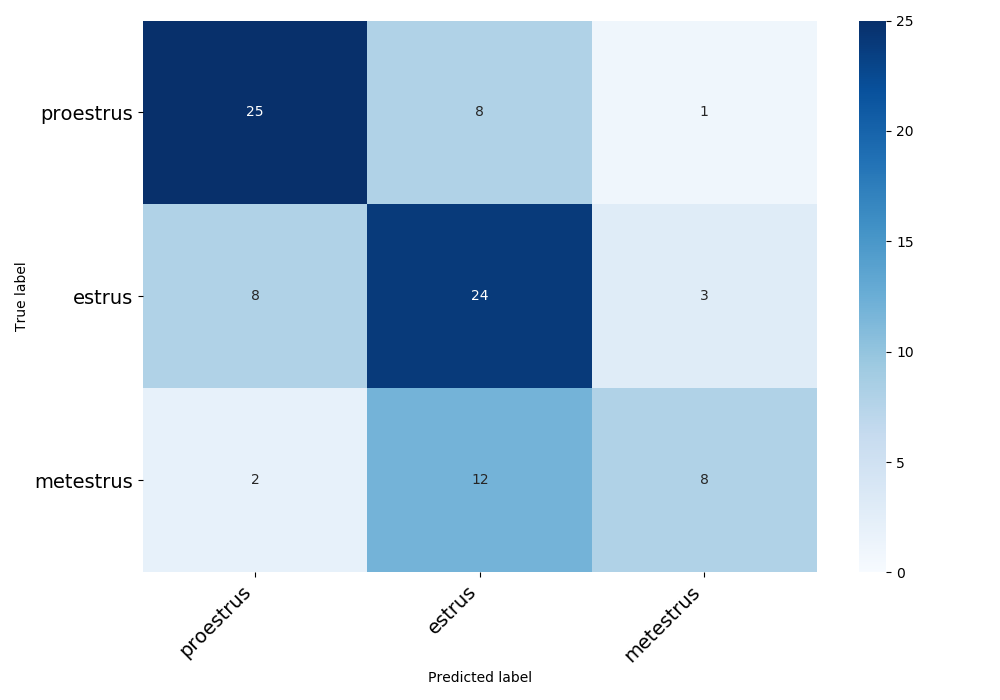 proestrus 25 8 1
estrus 8 24 3
metestrus 2 12 8
True label
proestrus estrus metestrus
Predicted label
25
20
15
10
5
0